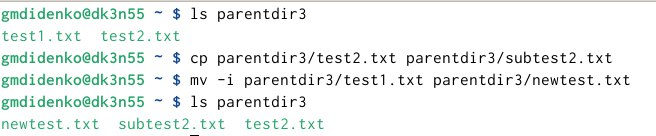 gmdidenko@dk3n55 ~ $ ls parentdir3
test1.txt  test2.txt
gmdidenko@dk3n55 ~ $ cp parentdir3/test2.txt parentdir3/subtest2.txt
gmdidenko@dk3n55 ~ $ mv -i parentdir3/test1.txt parentdir3/newtest.txt
gmdidenko@dk3n55 ~ $ ls parentdir3
newtest.txt  subtest2.txt  test2.txt